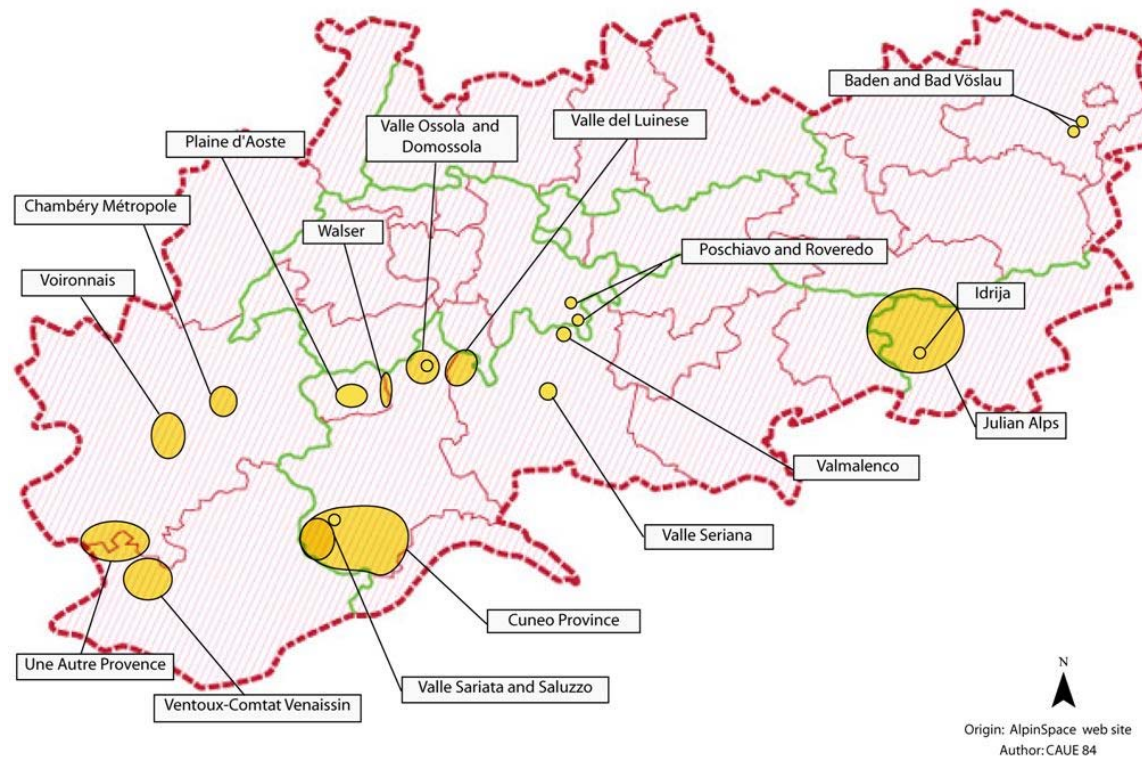 Baden and Bad Vöslau
Valle Ossola and
Domossola
Valle del Luinese
Plaine d'Aoste
Chambéry Métropole
Walser
Poschiavo and Roveredo
Voironnais
Idrija
Julian Alps
Valmalenco
Valle Seriana
Cuneo Province
Une Autre Provence
Valle Sariata and Saluzzo
Ventoux-Comtat Venaissin
N
Origin: AlpinSpace web site
Author: CAUE 84